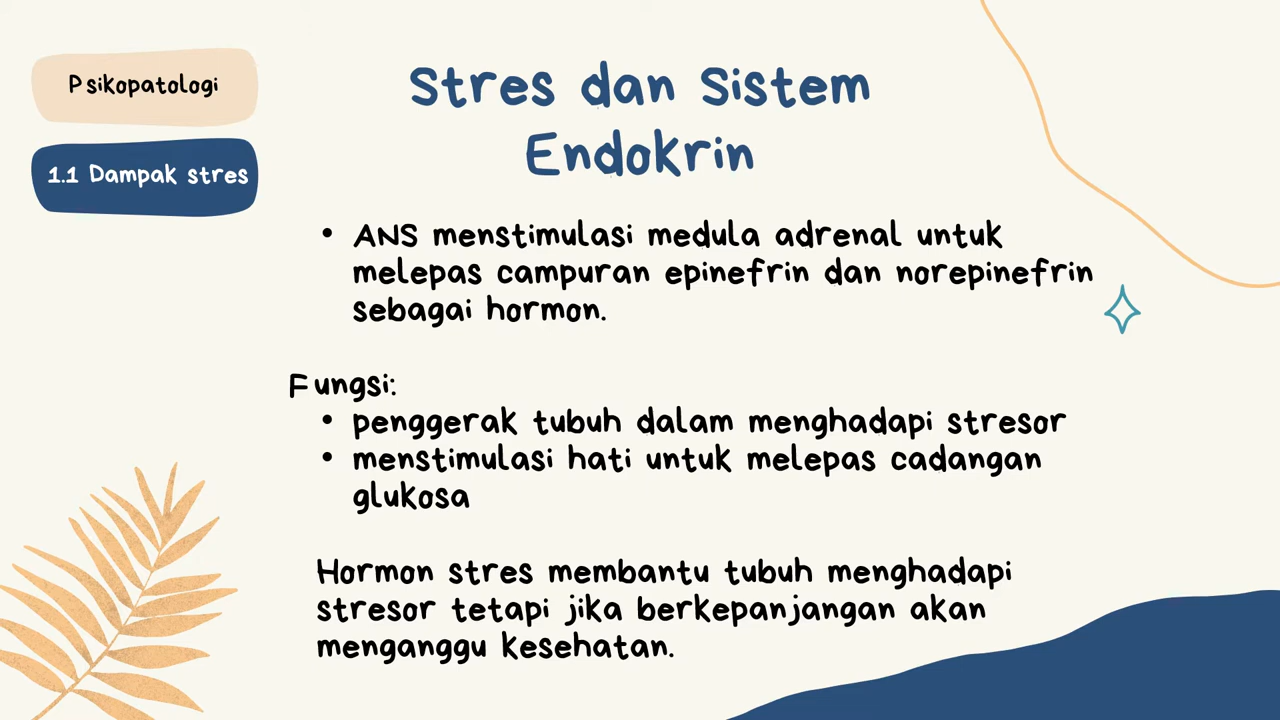 Psikopatologi
1.1 Dampak stres
Stres dan Sistem
Endokrin
• ANS menstimulasi medula adrenal untuk
melepas campuran epinefrin dan norepinefrin
sebagai hormon.
Fungsi:
• penggerak tubuh dalam menghadapi stresor
• menstimulasi hati untuk melepas cadangan
glukosa
Hormon stres membantu tubuh menghadapi
stresor tetapi jika berkepanjangan akan
menganggu kesehatan.